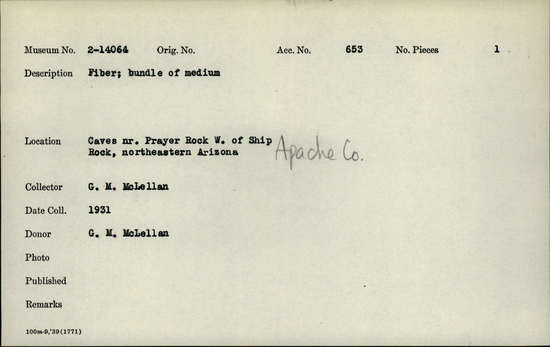 Museum No. 2-14064 Orig. No. Acc. No. 653 No. Pieces 1
Description Fiber; bundle of medium
Location Caves nr. Prayer Rock W. of Ship
Rock, northeastern Arizona Apache Co.
Collector G. M. McLellan
Date Coll. 1931
Donor G. M. McLellan
Photo
Published
Remarks
100m-9,'39(1771)